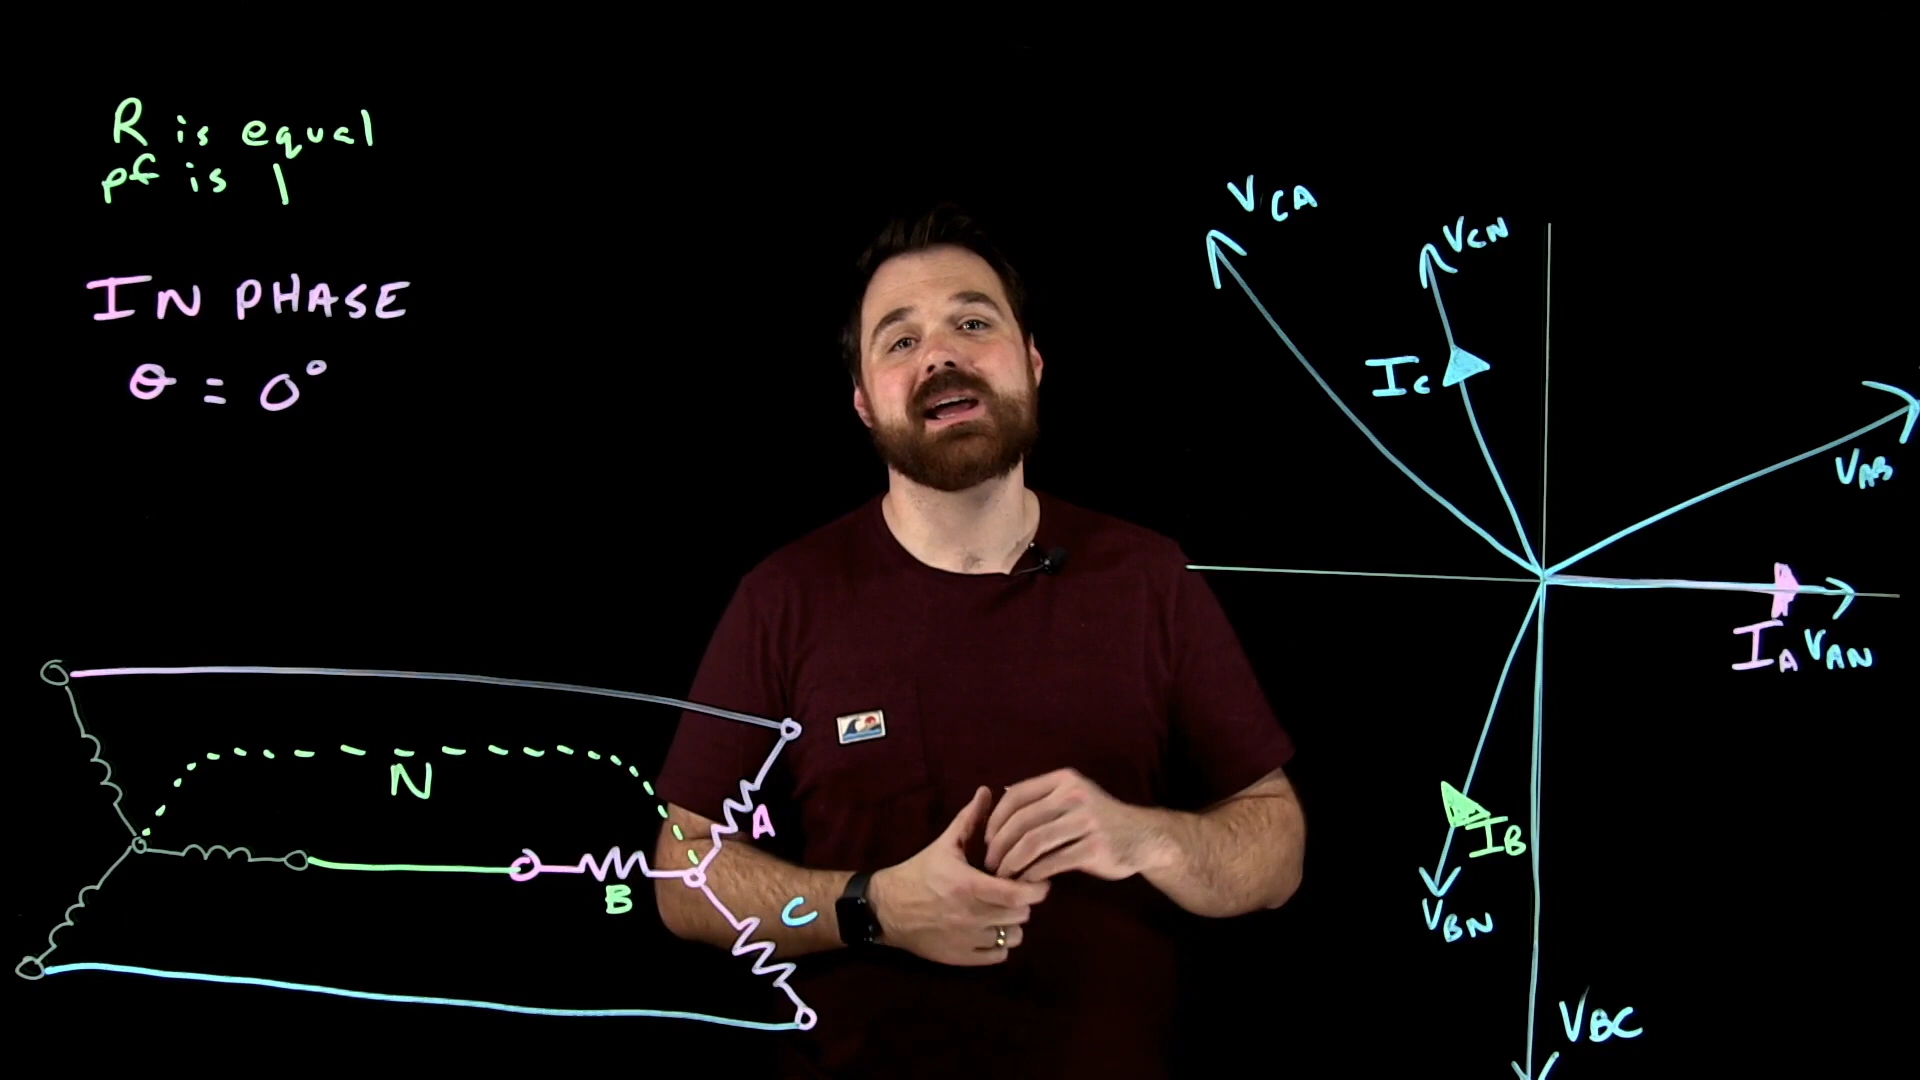 R is equal
pf is 1
IN PHASE
θ = 0°
N
A
B
C
VCA
VCN
IC
VAB
IA VAN
IB
VBN
VBC